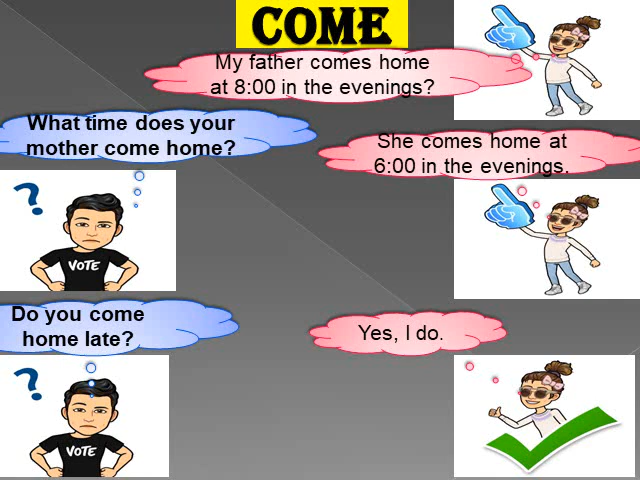 COME
My father comes home
at 8:00 in the evenings?
What time does your
mother come home?
She comes home at
6:00 in the evenings.
VOTE
Do you come
home late?
Yes, I do.
VOTE